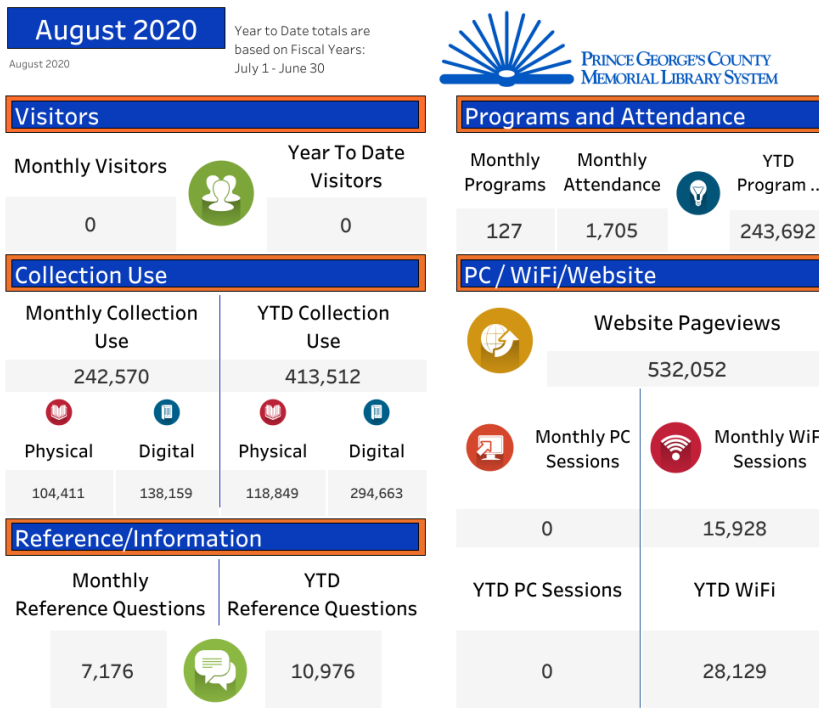 August 2020
August 2020
Year to Date totals are
based on Fiscal Years:
July 1 - June 30
PRINCE GEORGE'S COUNTY
MEMORIAL LIBRARY SYSTEM
Visitors
Monthly Visitors
Year To Date
Visitors
0
0
Programs and Attendance
Monthly
Programs
Monthly
Attendance
YTD
Program ..
127
1,705
243,692
Collection Use
Monthly Collection
Use
YTD Collection
Use
242,570
413,512
Physical
Digital
Physical
Digital
104,411
138,159
118,849
294,663
PC / WiFi/Website
Website Pageviews
532,052
Monthly PC
Sessions
Monthly WiF
Sessions
0
15,928
YTD PC Sessions
YTD WiFi
0
28,129
Reference/Information
Monthly
Reference Questions
YTD
Reference Questions
7,176
10,976